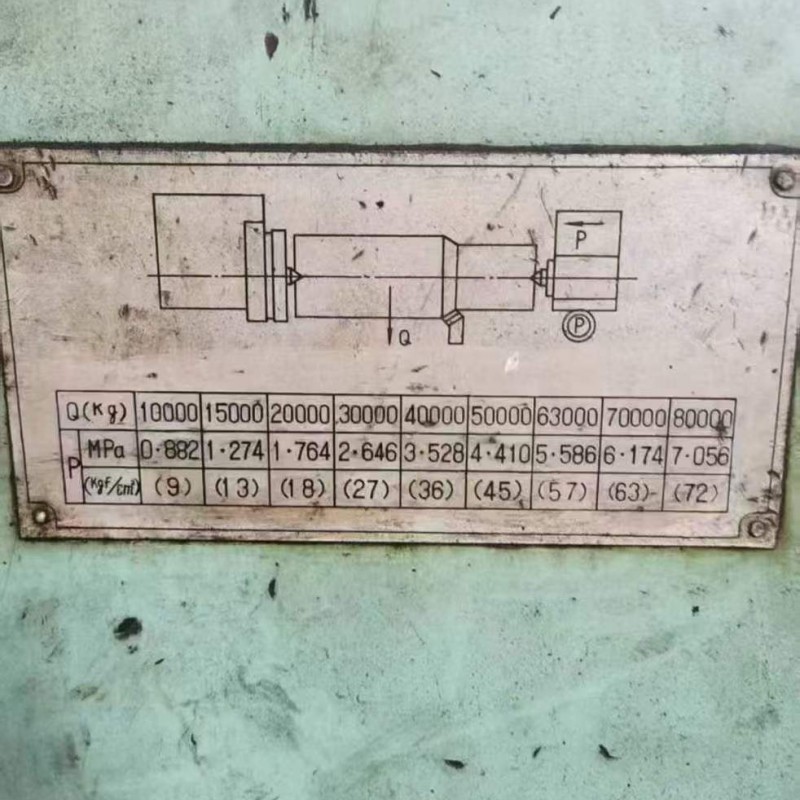 P
P
Q
Q(Kg) 10000 15000 20000 30000 40000 50000 63000 70000 80000
P MPa 0·882 1·274 1·764 2·646 3·528 4·410 5·586 6·174 7·056
(Kgf/cm²) (9) (13) (18) (27) (36) (45) (57) (63) (72)